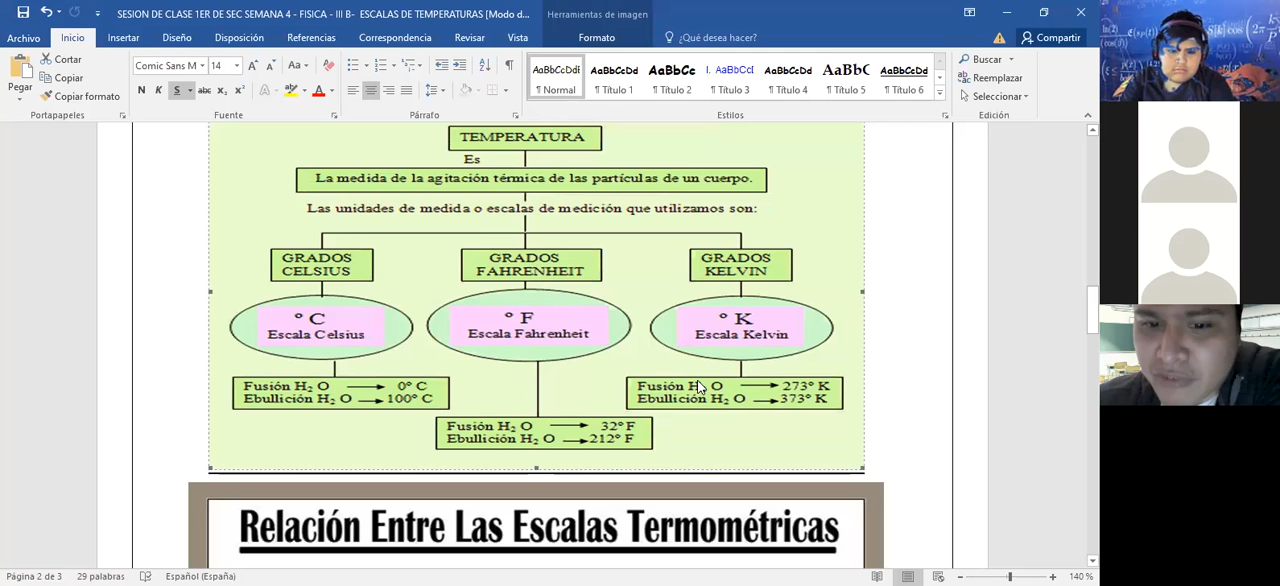 SESION DE CLASE 1ER DE SEC SEMANA 4 - FISICA - III B- ESCALAS DE TEMPERATURAS [Modo d...
Herramientas de imagen
Archivo Inicio Insertar Diseño Disposición Referencias Correspondencia Revisar Vista Formato ¿Qué desea hacer? Compartir
Pegar
Cortar
Copiar
Copiar formato
Portapapeles
Comic Sans M 14
Aa
N K S abc x₂ x²
Fuente
Párrafo
AaBbCcDdE AaBbCcDd AaBbCc I. AaBbCcI AaBbCcDd AaBbC AaBbCcDd
¶ Normal ¶ Título 1 ¶ Título 2 ¶ Título 3 ¶ Título 4 ¶ Título 5 ¶ Título 6
Estilos
Buscar
Reemplazar
Seleccionar
Edición
TEMPERATURA
Es
La medida de la agitación térmica de las partículas de un cuerpo.
Las unidades de medida o escalas de medición que utilizamos son:
GRADOS
CELSIUS
GRADOS
FAHRENHEIT
GRADOS
KELVIN
° C
Escala Celsius
° F
Escala Fahrenheit
° K
Escala Kelvin
Fusión H₂ O → 0° C
Ebullición H₂ O → 100° C
Fusión H₂ O → 32° F
Ebullición H₂ O → 212° F
Fusión H₂ O → 273° K
Ebullición H₂ O → 373° K
Relación Entre Las Escalas Termométricas
Página 2 de 3 29 palabras Español (España) 140 %